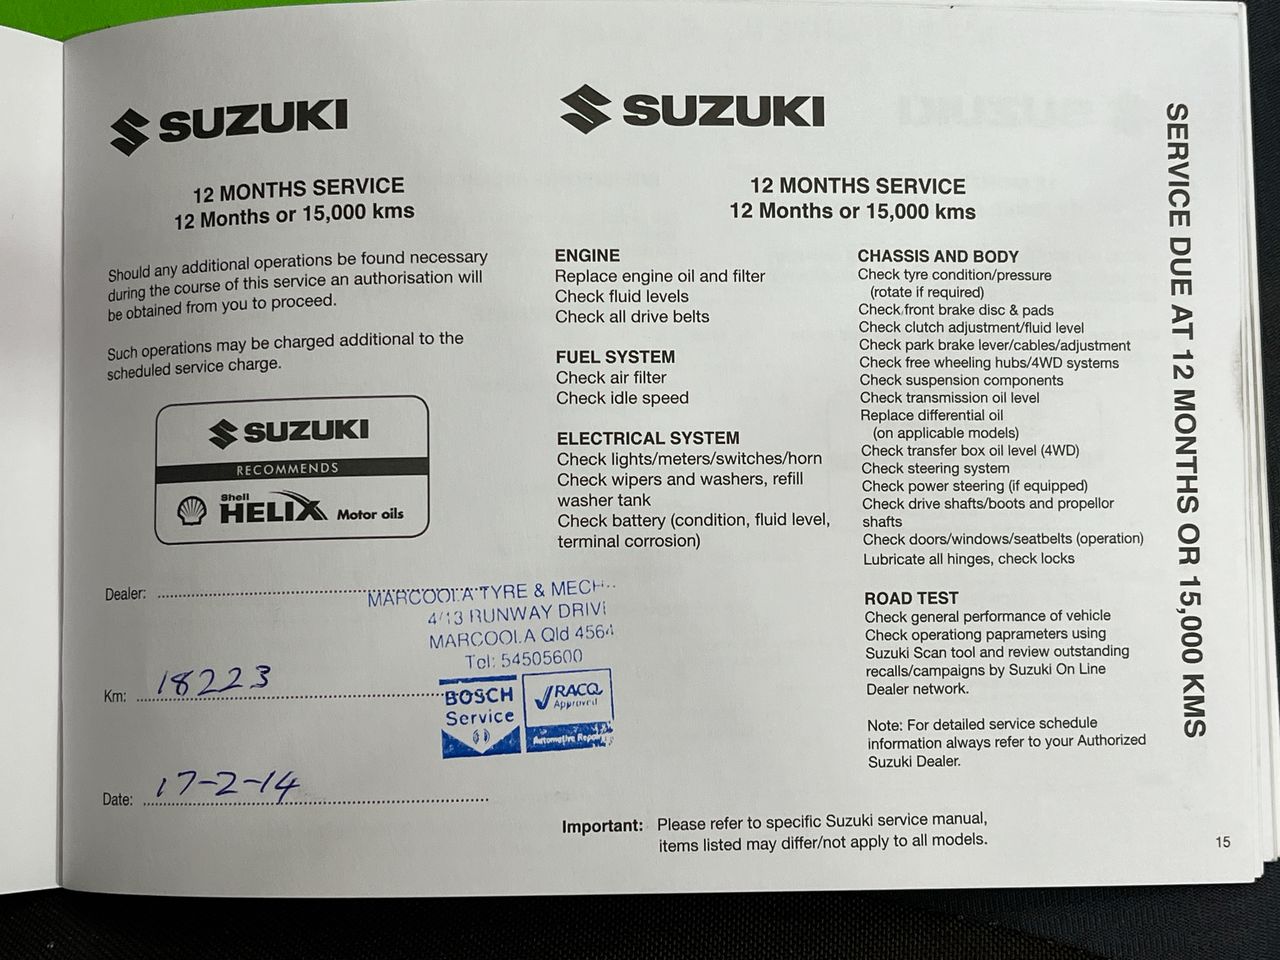 SUZUKI
12 MONTHS SERVICE
12 Months or 15,000 kms
Should any additional operations be found necessary
during the course of this service an authorisation will
be obtained from you to proceed.
Such operations may be charged additional to the
scheduled service charge.
SUZUKI
RECOMMENDS
Shell
HELIX Motor oils
Dealer:
MARCOOLA TYRE & MECH
4/13 RUNWAY DRIVE
MARCOOLA Qld 4564
Tel: 54505600
BOSCH
Service
RACQ
Approved
Automotive Repairer
Km: 18223
Date: 17-2-14
SUZUKI
12 MONTHS SERVICE
12 Months or 15,000 kms
ENGINE
Replace engine oil and filter
Check fluid levels
Check all drive belts
FUEL SYSTEM
Check air filter
Check idle speed
ELECTRICAL SYSTEM
Check lights/meters/switches/horn
Check wipers and washers, refill
washer tank
Check battery (condition, fluid level,
terminal corrosion)
CHASSIS AND BODY
Check tyre condition/pressure
(rotate if required)
Check front brake disc & pads
Check clutch adjustment/fluid level
Check park brake lever/cables/adjustment
Check free wheeling hubs/4WD systems
Check suspension components
Check transmission oil level
Replace differential oil
(on applicable models)
Check transfer box oil level (4WD)
Check steering system
Check power steering (if equipped)
Check drive shafts/boots and propellor
shafts
Check doors/windows/seatbelts (operation)
Lubricate all hinges, check locks
ROAD TEST
Check general performance of vehicle
Check operationg paprameters using
Suzuki Scan tool and review outstanding
recalls/campaigns by Suzuki On Line
Dealer network.
Note: For detailed service schedule
information always refer to your Authorized
Suzuki Dealer.
Important: Please refer to specific Suzuki service manual,
items listed may differ/not apply to all models.
SERVICE DUE AT 12 MONTHS OR 15,000 KMS
15